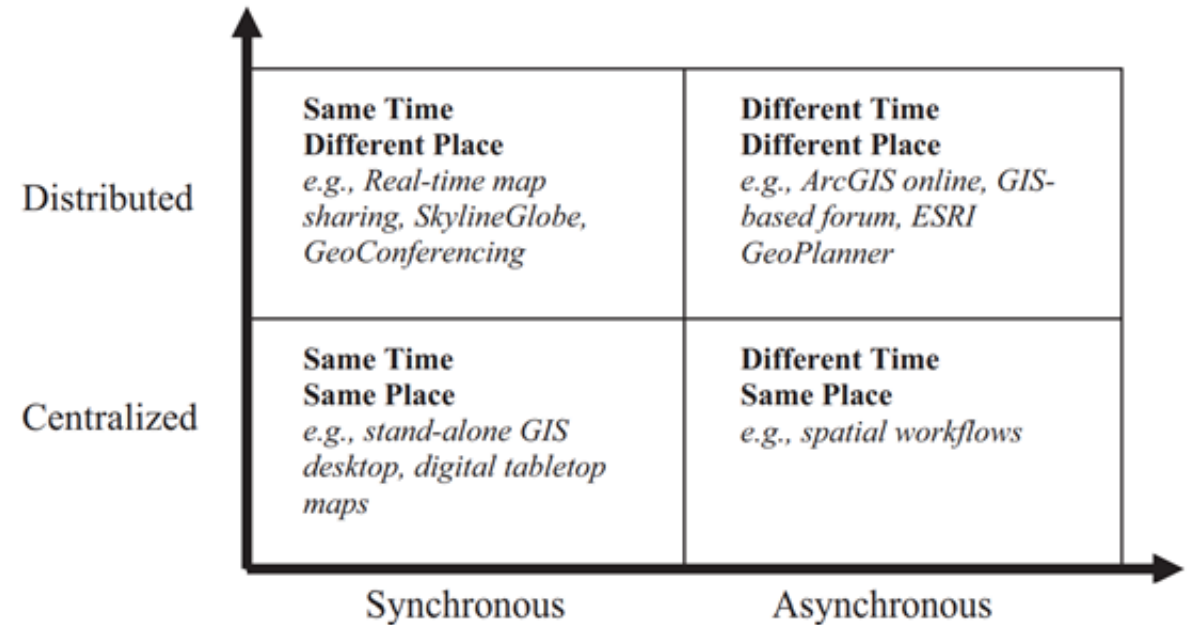 Distributed
Same Time
Different Place
e.g., Real-time map
sharing, SkylineGlobe,
GeoConferencing
Different Time
Different Place
e.g., ArcGIS online, GIS-
based forum, ESRI
GeoPlanner
Centralized
Same Time
Same Place
e.g., stand-alone GIS
desktop, digital tabletop
maps
Different Time
Same Place
e.g., spatial workflows
Synchronous
Asynchronous